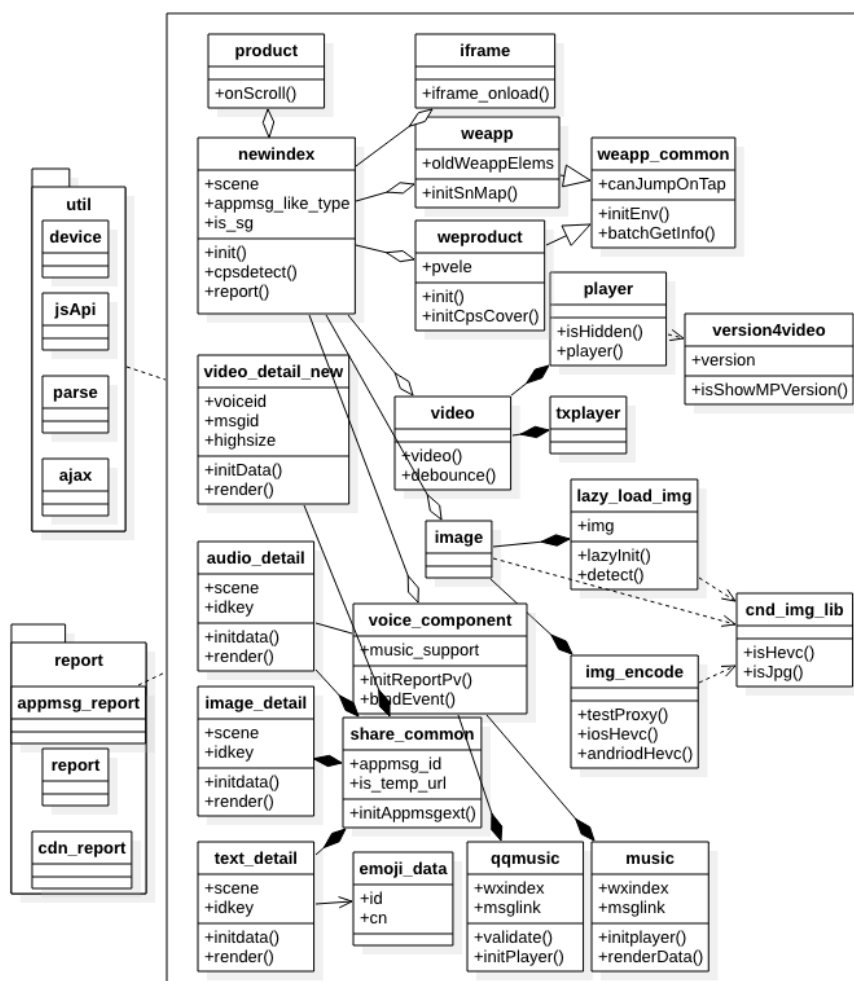 product
+onScroll()
iframe
+iframe_onload()
newindex
+scene
+appmsg_like_type
+is_sg
+init()
+cpsdetect()
+report()
weapp
+oldWeappElems
+initSnMap()
weapp_common
+canJumpOnTap
+initEnv()
+batchGetInfo()
weproduct
+pvele
+init()
+initCpsCover()
util
device
jsApi
parse
ajax
player
+isHidden()
+player()
version4video
+version
+isShowMPVersion()
video_detail_new
+voiceid
+msgid
+highsize
+initData()
+render()
video
+video()
+debounce()
txplayer
lazy_load_img
+img
+lazyInit()
+detect()
image
audio_detail
+scene
+idkey
+initdata()
+render()
voice_component
+music_support
+initReportPv()
+bindEvent()
cnd_img_lib
+isHevc()
+isJpg()
img_encode
+testProxy()
+iosHevc()
+andriodHevc()
report
appmsg_report
report
cdn_report
image_detail
+scene
+idkey
+initdata()
+render()
share_common
+appmsg_id
+is_temp_url
+initAppmsgext()
text_detail
+scene
+idkey
+initdata()
+render()
emoji_data
+id
+cn
qqmusic
+wxindex
+msglink
+validate()
+initPlayer()
music
+wxindex
+msglink
+initplayer()
+renderData()